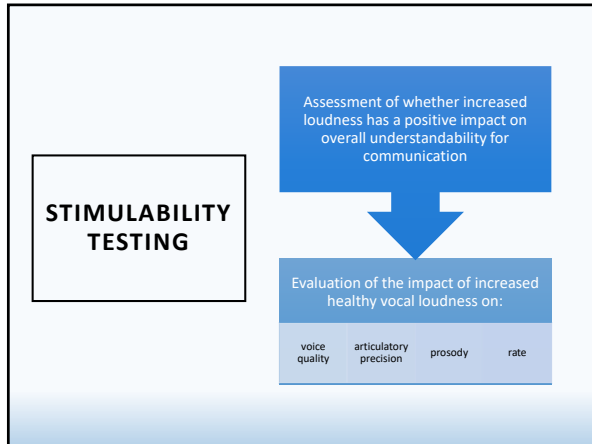 STIMULABILITY
TESTING
Assessment of whether increased
loudness has a positive impact on
overall understandability for
communication
Evaluation of the impact of increased
healthy vocal loudness on:
voice
quality
articulatory
precision
prosody
rate